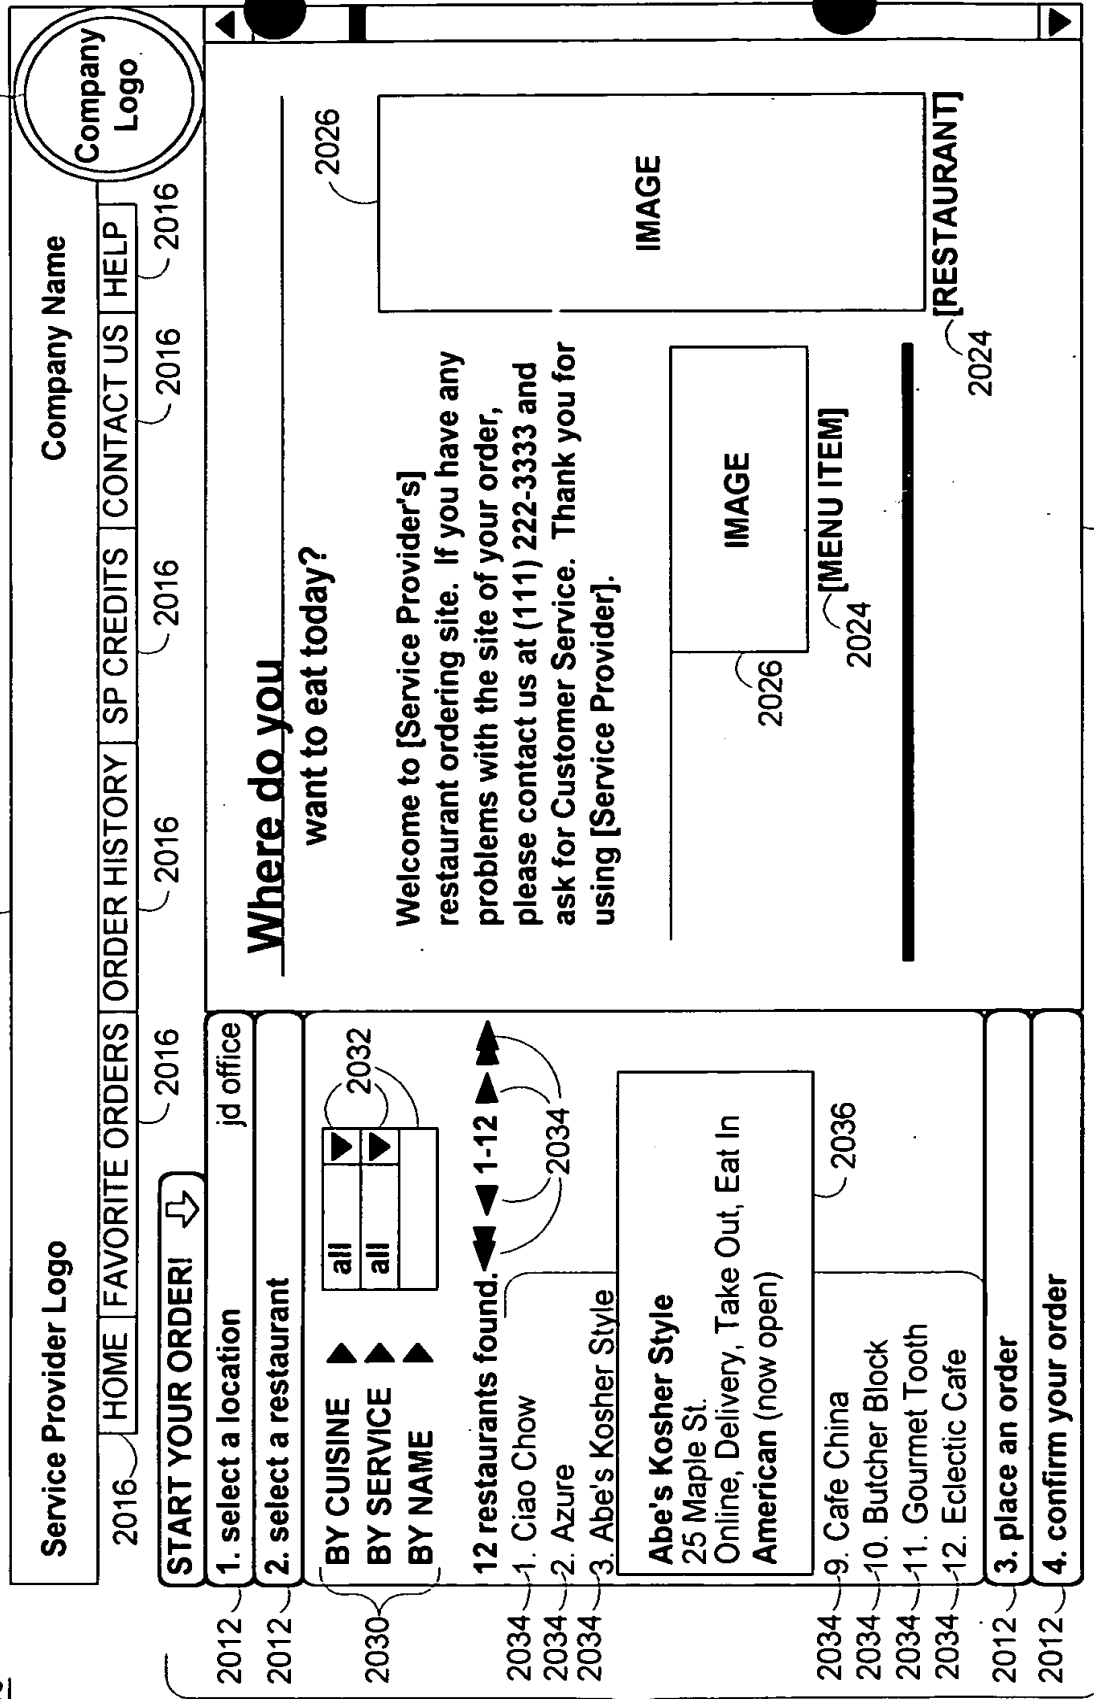 Service Provider Logo
Company Name
Company
Logo
2016
HOME
FAVORITE ORDERS
ORDER HISTORY
SP CREDITS
CONTACT US
HELP
2016
2016
2016
2016
2016
START YOUR ORDER!
2012
1. select a location
jd office
2012
2. select a restaurant
2030
BY CUISINE
all
BY SERVICE
all
BY NAME
2032
12 restaurants found.
1-12
2034
2034
1. Ciao Chow
2034
2. Azure
2034
3. Abe's Kosher Style
Abe's Kosher Style
25 Maple St.
Online, Delivery, Take Out, Eat In
American (now open)
2036
2034
9. Cafe China
2034
10. Butcher Block
2034
11. Gourmet Tooth
2034
12. Eclectic Cafe
2012
3. place an order
2012
4. confirm your order
Where do you
want to eat today?
Welcome to [Service Provider's]
restaurant ordering site. If you have any
problems with the site of your order,
please contact us at (111) 222-3333 and
ask for Customer Service. Thank you for
using [Service Provider].
2026
IMAGE
[RESTAURANT]
2024
IMAGE
2026
[MENU ITEM]
2024